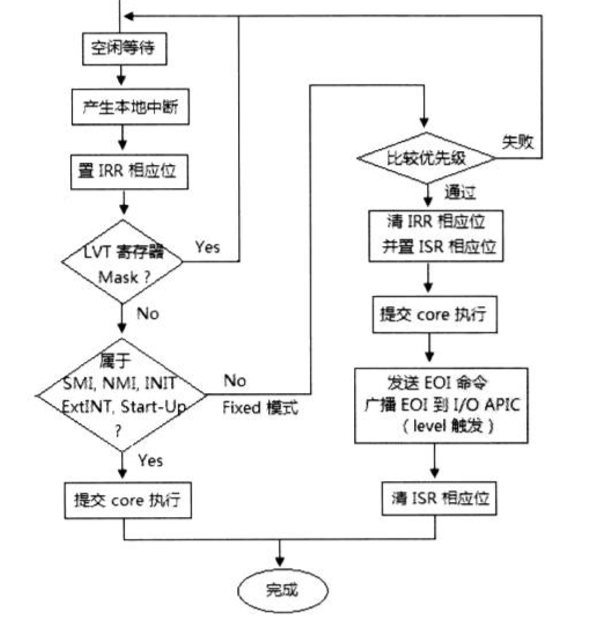 空闲等待
产生本地中断
置 IRR 相应位
LVT 寄存器
Mask ?
Yes
No
属于
SMI, NMI, INIT
ExtINT, Start-Up
?
No
Fixed 模式
Yes
提交 core 执行
比较优先级
失败
通过
清 IRR 相应位
并置 ISR 相应位
提交 core 执行
发送 EOI 命令
广播 EOI 到 I/O APIC
（level 触发）
清 ISR 相应位
完成